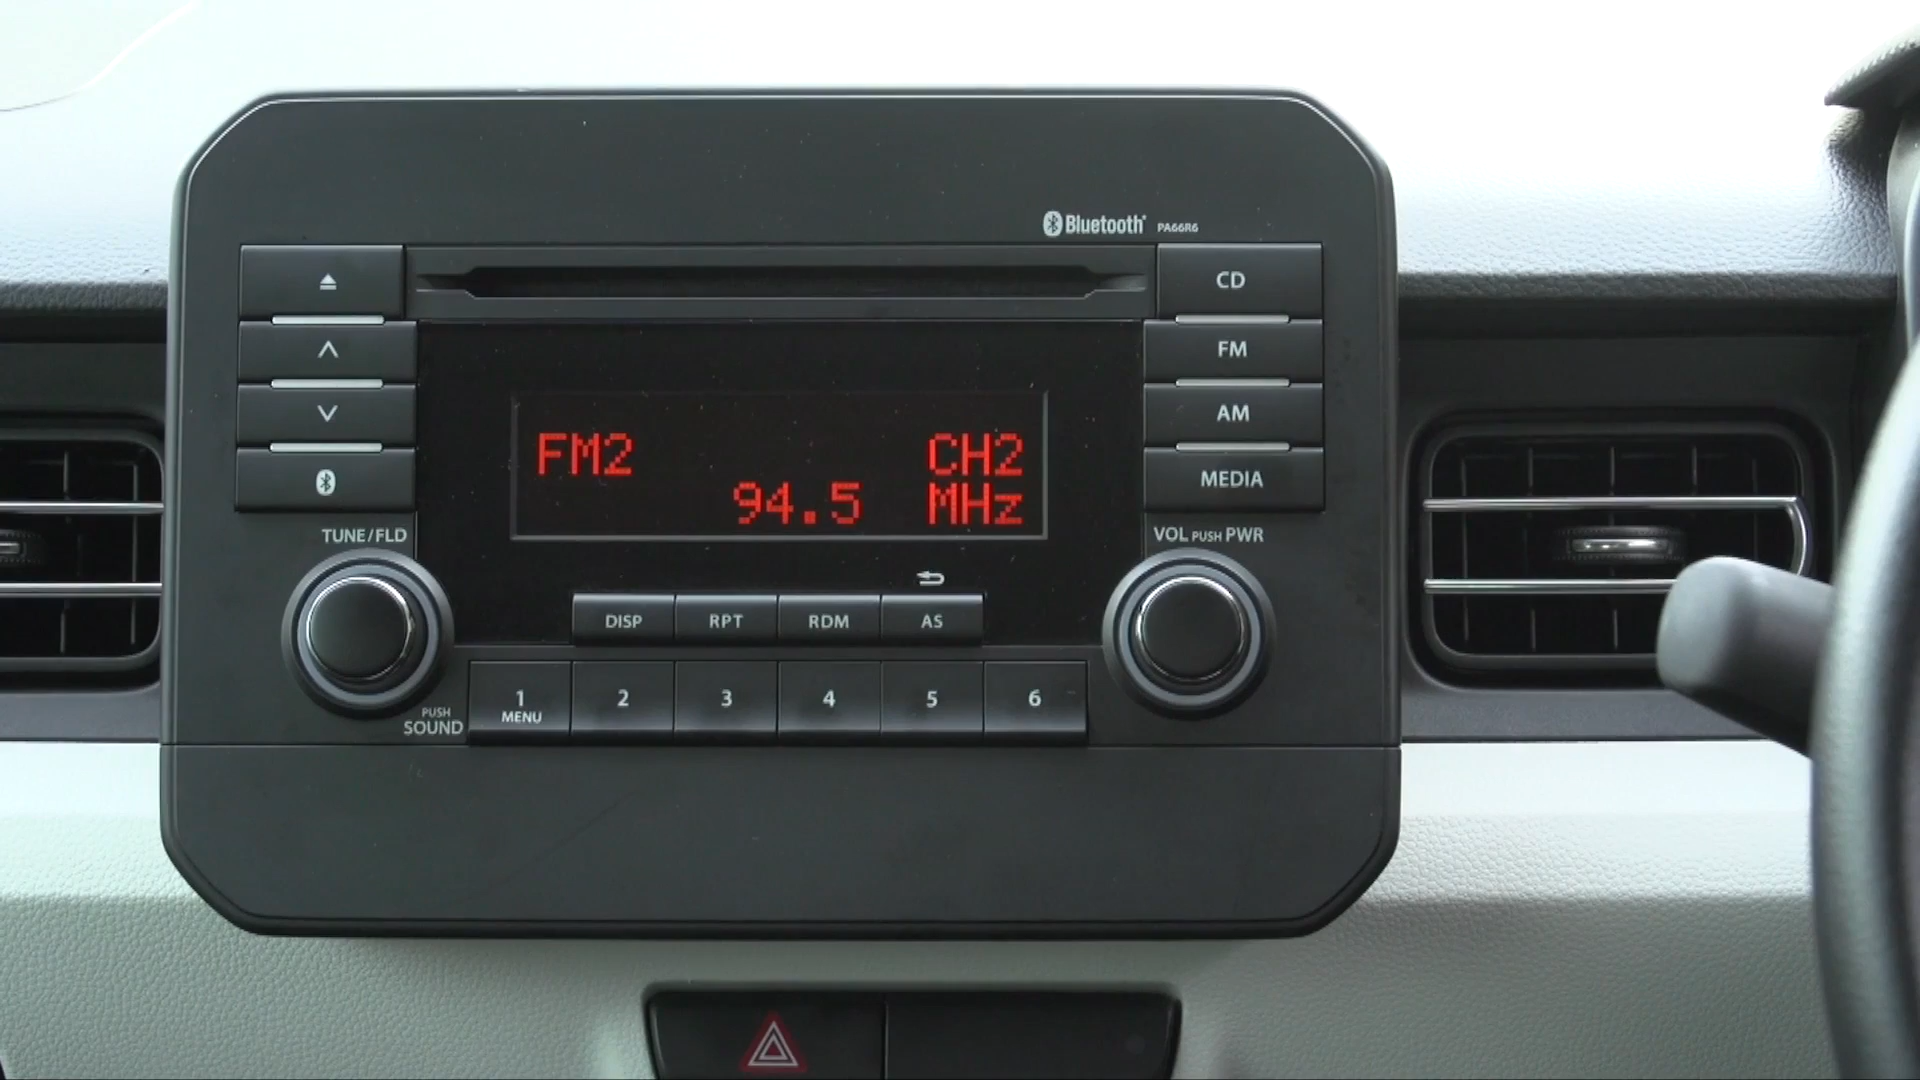 Bluetooth PA66R6
CD
FM
AM
MEDIA
FM2 CH2
94.5 MHz
TUNE/FLD
VOL PUSH PWR
DISP RPT RDM AS
PUSH
SOUND
1 2 3 4 5 6
MENU